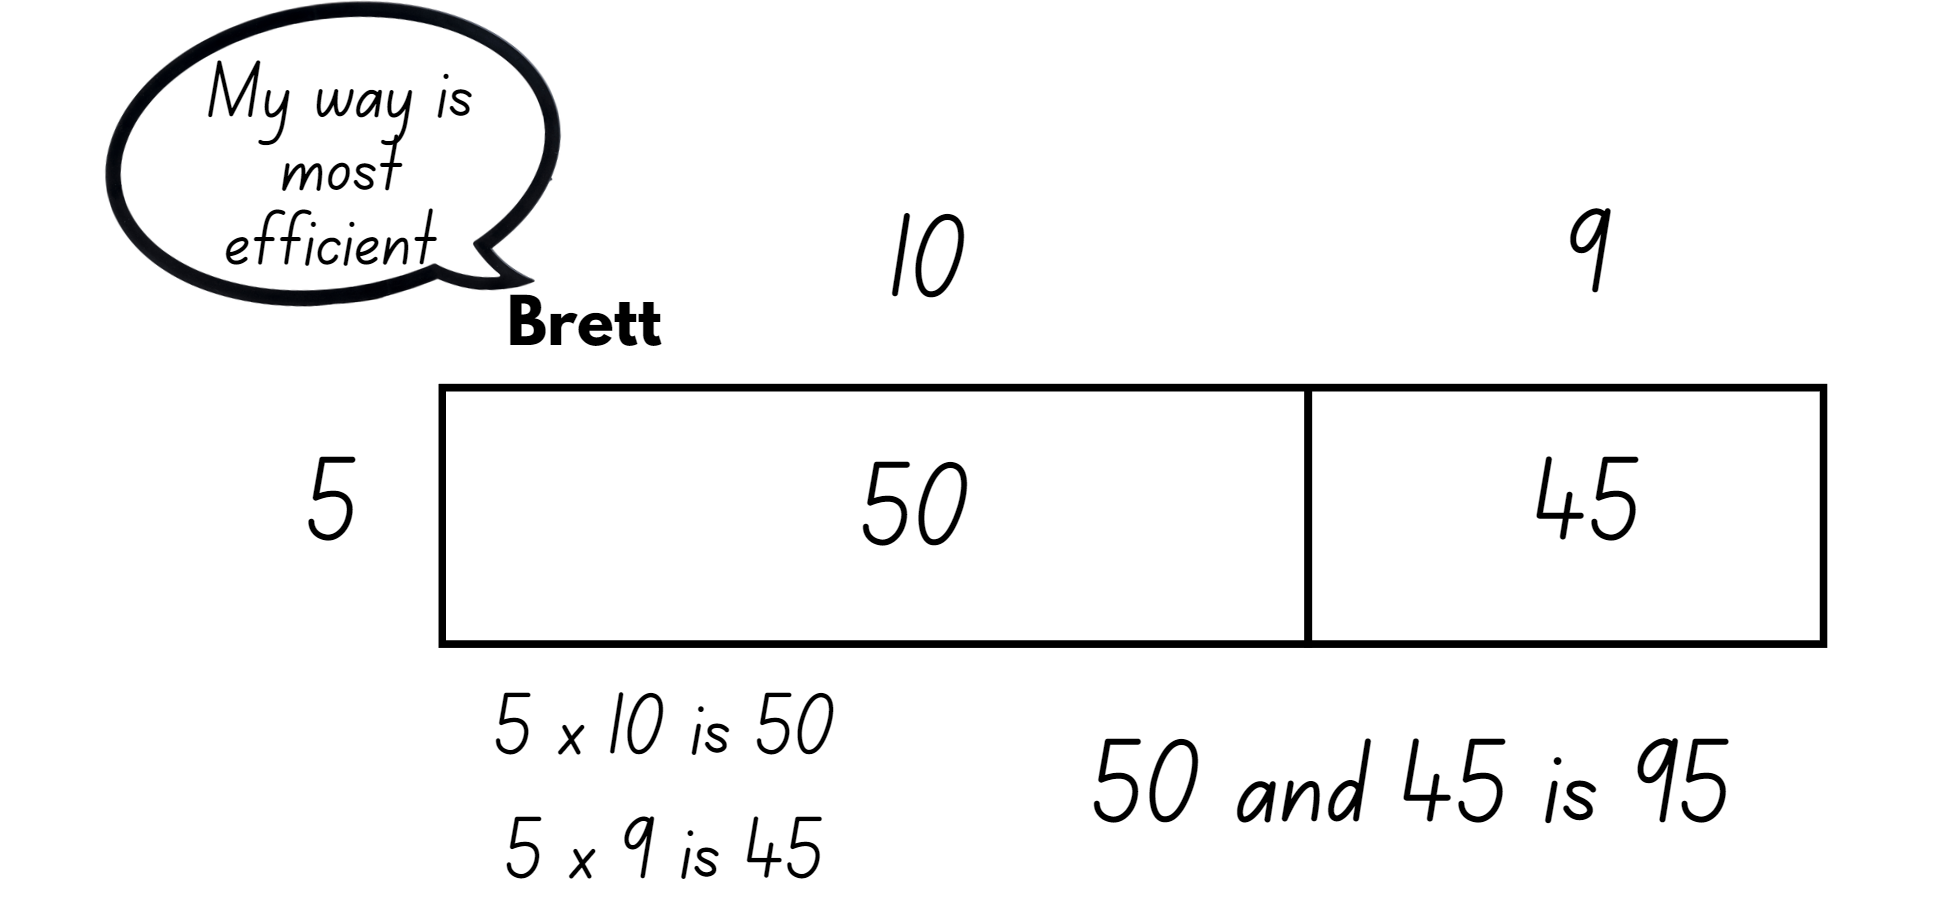 My way is
most
efficient
Brett
10 9
5 50 45
5 x 10 is 50
5 x 9 is 45
50 and 45 is 95